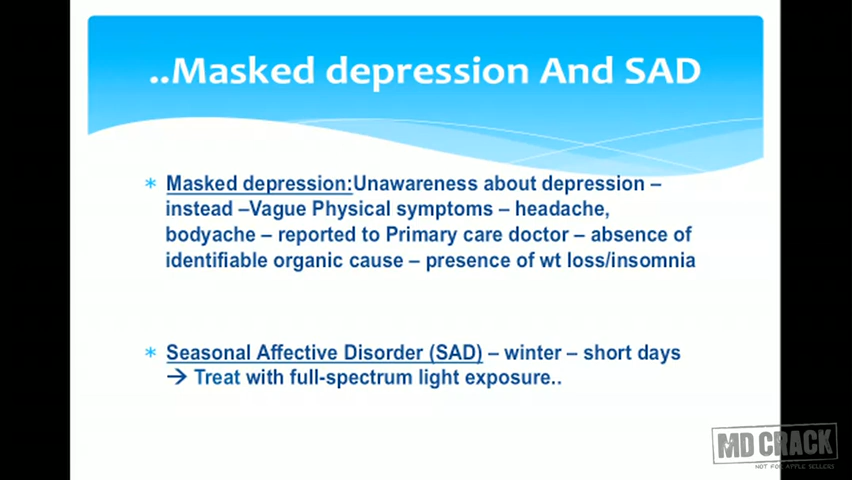 ..Masked depression And SAD
* Masked depression:Unawareness about depression –
instead –Vague Physical symptoms – headache,
bodyache – reported to Primary care doctor – absence of
identifiable organic cause – presence of wt loss/insomnia
* Seasonal Affective Disorder (SAD) – winter – short days
→ Treat with full-spectrum light exposure..
MD CRACK
NOT FOR APPLE SELLERS